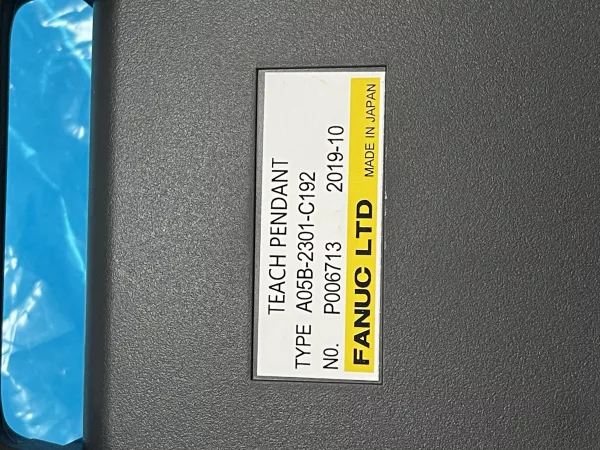 TEACH PENDANT
TYPE A05B-2301-C192
NO. P006713 2019-10
FANUC LTD MADE IN JAPAN